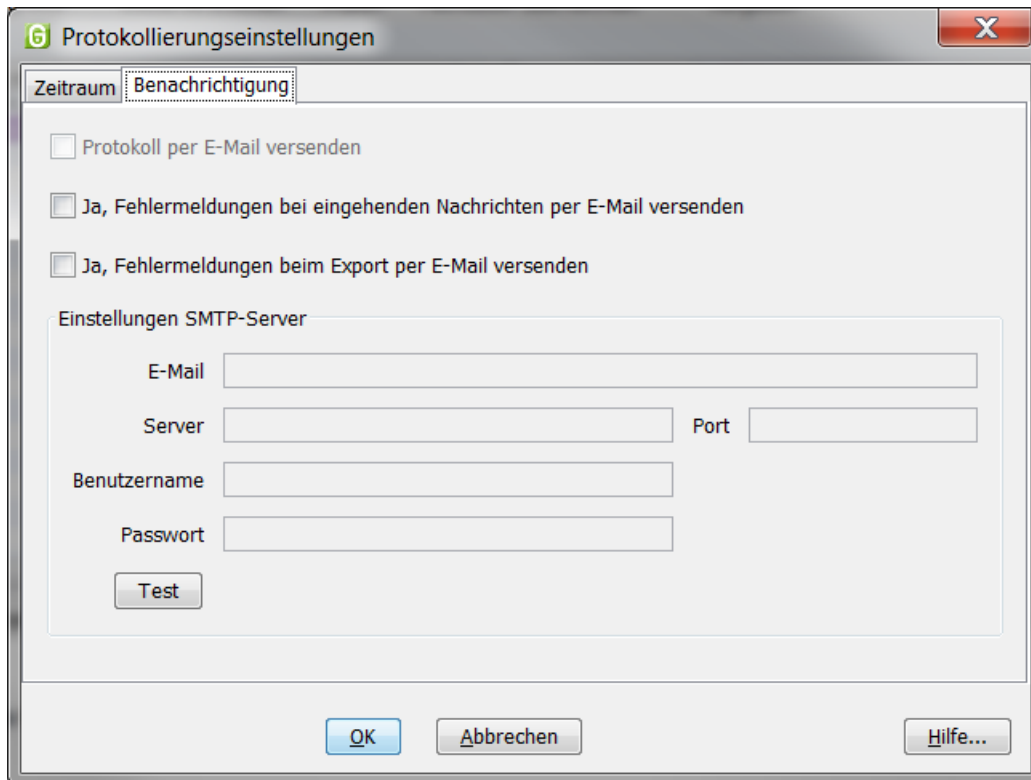 Protokollierungseinstellungen
Zeitraum Benachrichtigung
Protokoll per E-Mail versenden
Ja, Fehlermeldungen bei eingehenden Nachrichten per E-Mail versenden
Ja, Fehlermeldungen beim Export per E-Mail versenden
Einstellungen SMTP-Server
E-Mail
Server Port
Benutzername
Passwort
Test
OK Abbrechen Hilfe...